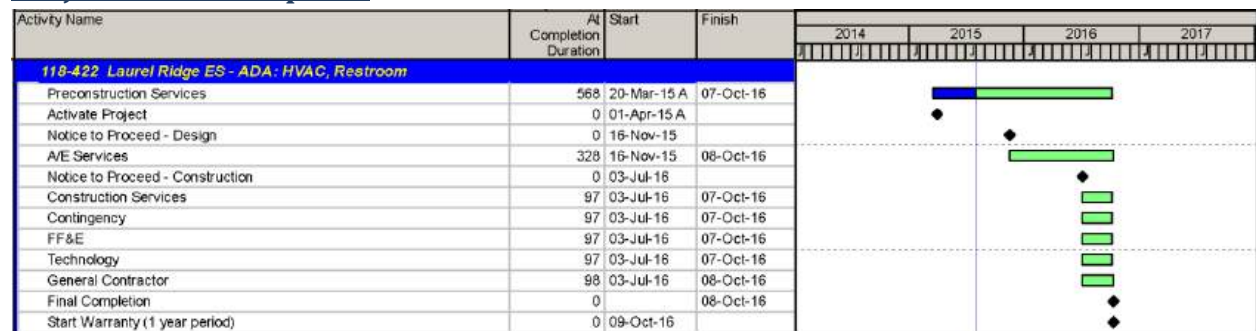 Activity Name At Completion Duration Start Finish
2014 2015 2016 2017
J J J J J J J J
118-422 Laurel Ridge ES - ADA: HVAC, Restroom
Preconstruction Services 568 20-Mar-15 A 07-Oct-16
Activate Project 0 01-Apr-15 A
Notice to Proceed - Design 0 16-Nov-15
A/E Services 328 16-Nov-15 08-Oct-16
Notice to Proceed - Construction 0 03-Jul-16
Construction Services 97 03-Jul-16 07-Oct-16
Contingency 97 03-Jul-16 07-Oct-16
FF&E 97 03-Jul-16 07-Oct-16
Technology 97 03-Jul-16 07-Oct-16
General Contractor 98 03-Jul-16 08-Oct-16
Final Completion 0 08-Oct-16
Start Warranty (1 year period) 0 09-Oct-16